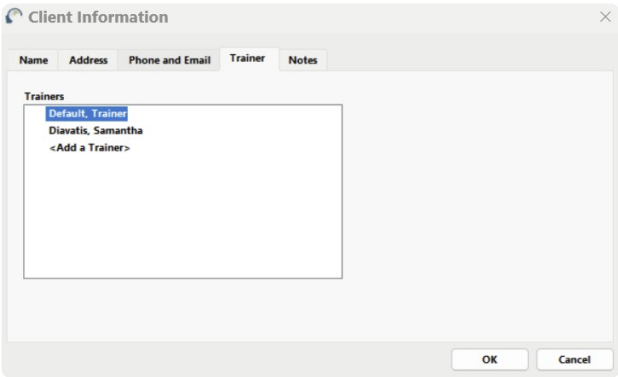 Client Information
Name Address Phone and Email Trainer Notes
Trainers
Default, Trainer
Diavatis, Samantha
<Add a Trainer>
OK Cancel